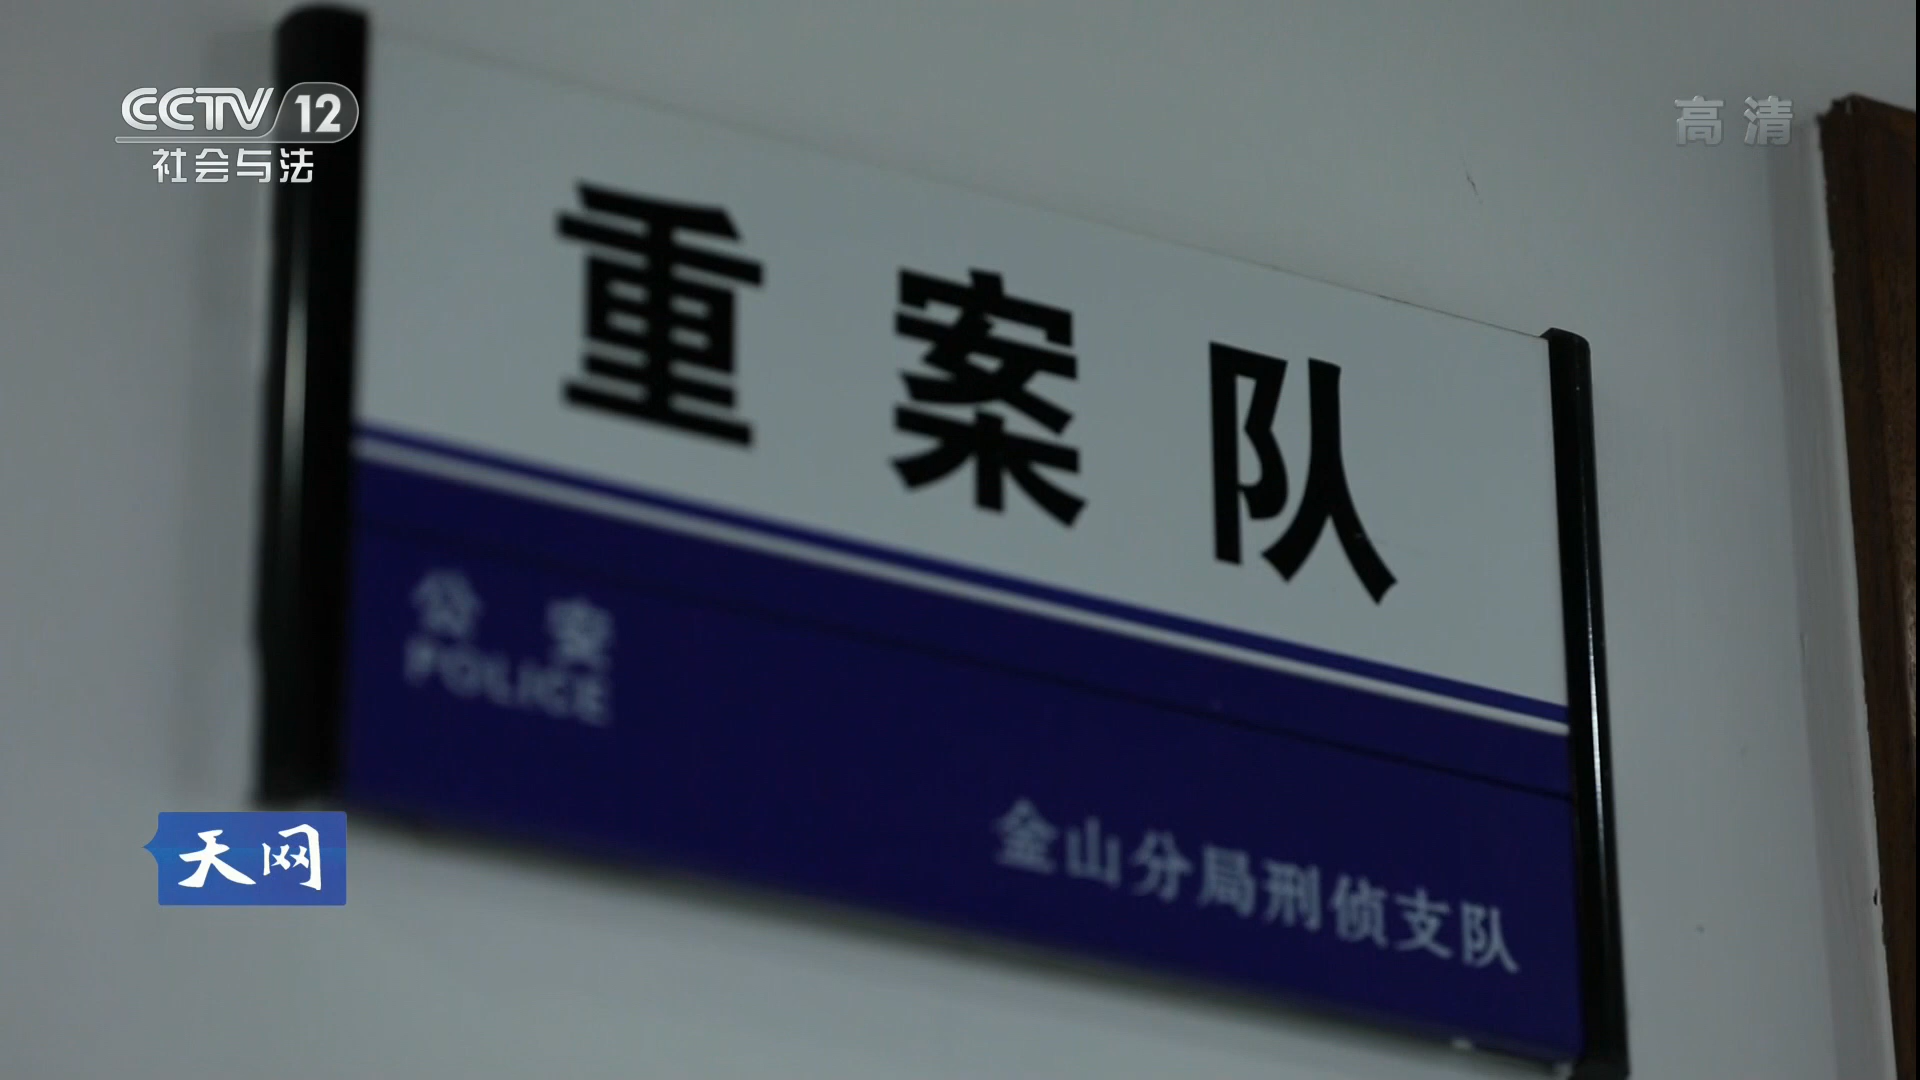 CCTV 12
社会与法
高清
重案队
公安
POLICE
金山分局刑侦支队
天网